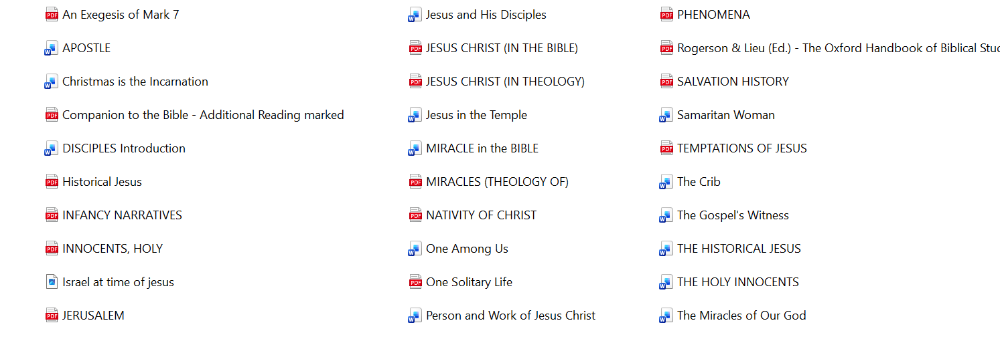 An Exegesis of Mark 7
APOSTLE
Christmas is the Incarnation
Companion to the Bible - Additional Reading marked
DISCIPLES Introduction
Historical Jesus
INFANCY NARRATIVES
INNOCENTS, HOLY
Israel at time of jesus
JERUSALEM
Jesus and His Disciples
JESUS CHRIST (IN THE BIBLE)
JESUS CHRIST (IN THEOLOGY)
Jesus in the Temple
MIRACLE in the BIBLE
MIRACLES (THEOLOGY OF)
NATIVITY OF CHRIST
One Among Us
One Solitary Life
Person and Work of Jesus Christ
PHENOMENA
Rogerson & Lieu (Ed.) - The Oxford Handbook of Biblical
SALVATION HISTORY
Samaritan Woman
TEMPTATIONS OF JESUS
The Crib
The Gospel's Witness
THE HISTORICAL JESUS
THE HOLY INNOCENTS
The Miracles of Our God